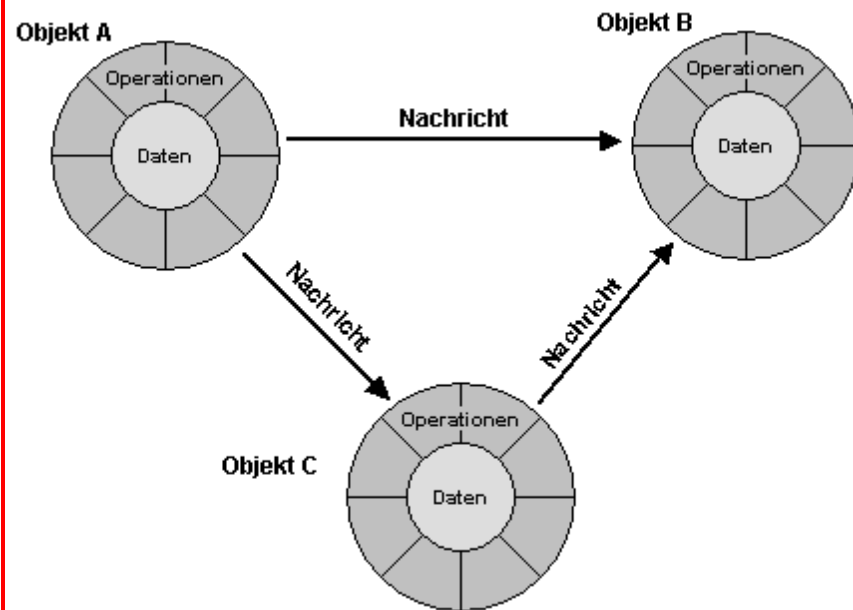 Objekt A
Objekt B
Operationen
Operationen
Nachricht
Daten
Daten
Nachricht
Nachricht
Operationen
Objekt C
Daten